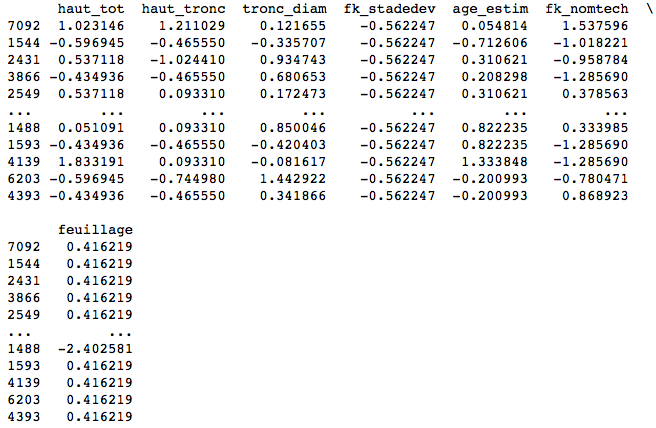 haut_tot haut_tronc tronc_diam fk_stadedev age_estim fk_nomtech \
7092 1.023146 1.211029 0.121655 -0.562247 0.054814 1.537596
1544 -0.596945 -0.465550 -0.335707 -0.562247 -0.712606 -1.018221
2431 0.537118 -1.024410 0.934743 -0.562247 0.310621 -0.958784
3866 -0.434936 -0.465550 0.680653 -0.562247 0.208298 -1.285690
2549 0.537118 0.093310 0.172473 -0.562247 0.310621 0.378563
... ... ... ... ... ... ...
1488 0.051091 0.093310 0.850046 -0.562247 0.822235 0.333985
1593 -0.434936 -0.465550 -0.420403 -0.562247 0.822235 -1.285690
4139 1.833191 0.093310 -0.081617 -0.562247 1.333848 -1.285690
6203 -0.596945 -0.744980 1.442922 -0.562247 -0.200993 -0.780471
4393 -0.434936 -0.465550 0.341866 -0.562247 -0.200993 0.868923
feuillage
7092 0.416219
1544 0.416219
2431 0.416219
3866 0.416219
2549 0.416219
... ...
1488 -2.402581
1593 0.416219
4139 0.416219
6203 0.416219
4393 0.416219